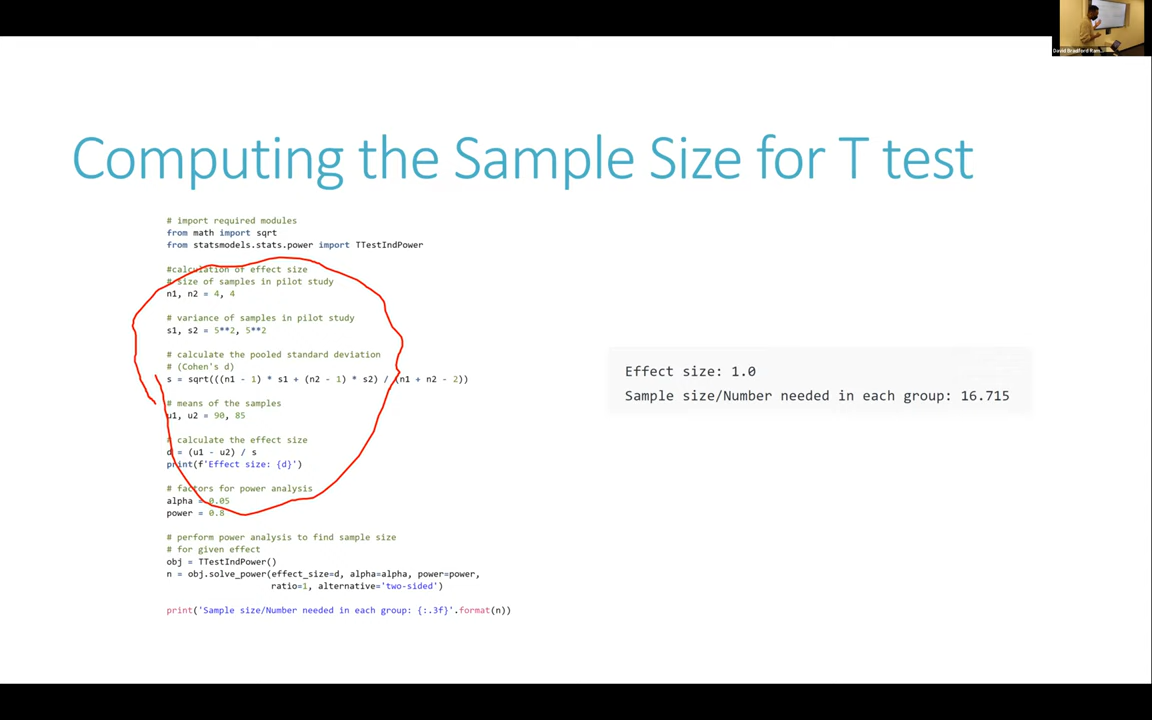 David Bradford Ram...
Computing the Sample Size for T test
# import required modules
from math import sqrt
from statsmodels.stats.power import TTestIndPower
#calculation of effect size
# size of samples in pilot study
n1, n2 = 4, 4
# variance of samples in pilot study
s1, s2 = 5**2, 5**2
# calculate the pooled standard deviation
# (Cohen's d)
s = sqrt(((n1 - 1) * s1 + (n2 - 1) * s2) / (n1 + n2 - 2))
# means of the samples
u1, u2 = 90, 85
# calculate the effect size
d = (u1 - u2) / s
print(f'Effect size: {d}')
# factors for power analysis
alpha = 0.05
power = 0.8
# perform power analysis to find sample size
# for given effect
obj = TTestIndPower()
n = obj.solve_power(effect_size=d, alpha=alpha, power=power,
ratio=1, alternative='two-sided')
print('Sample size/Number needed in each group: {:.3f}'.format(n))
Effect size: 1.0
Sample size/Number needed in each group: 16.715